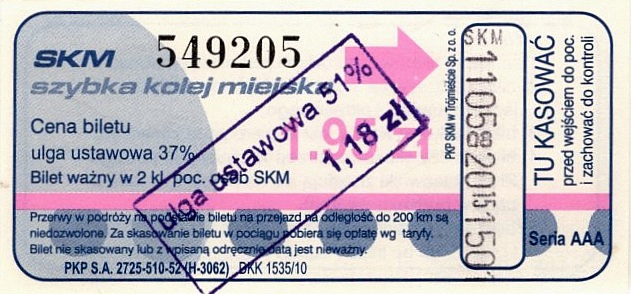 SKM 549205
szybka kolej miejska
Cena biletu
ulga ustawowa 37%
1.95 zł
Bilet ważny w 2 kl. poc. osób SKM
ulga ustawowa 51%
1,18 zł
Przerwy w podróży na podstawie biletu na przejazd na odległość do 200 km są
niedozwolone. Za skasowanie biletu w pociągu pobiera się opłatę wg taryfy.
Bilet nie skasowany lub z wpisaną odręcznie datą jest nieważny.
PKP S.A. 2725-510-52 (H-3062) DKK 1535/10
PKP SKM w Trójmieście Sp. z o.o.
SKM
TU KASOWAĆ
przed wejściem do poc.
i zachować do kontroli
Seria AAA